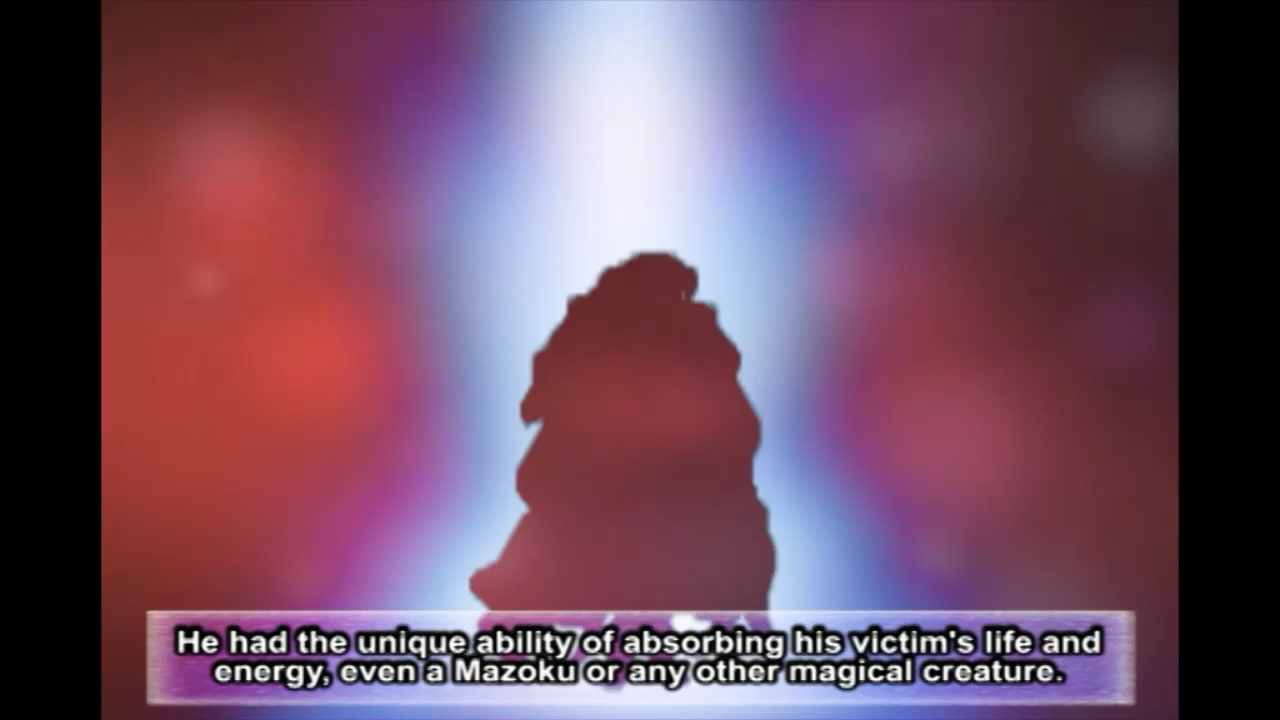 He had the unique ability of absorbing his victim's life and
energy, even a Mazoku or any other magical creature.